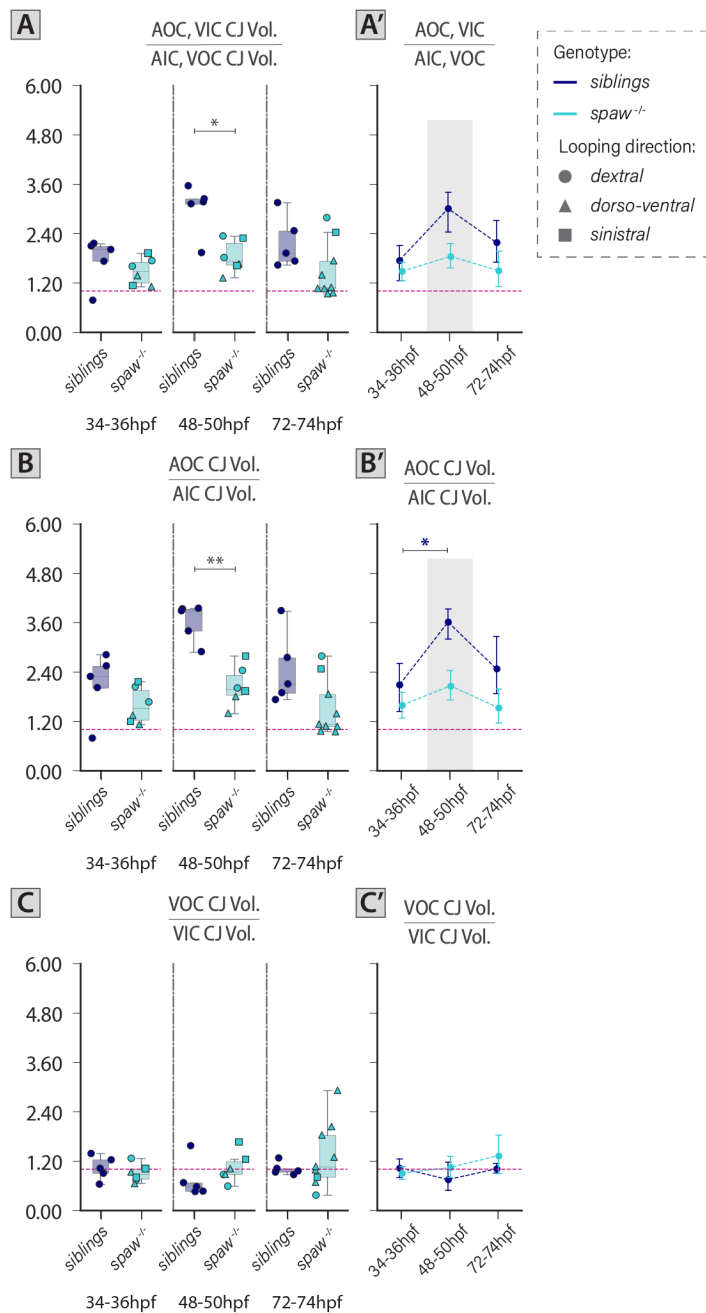 A
AOC, VIC CJ Vol.
AIC, VOC CJ Vol.
6.00
4.80
3.60
2.40
1.20
0.00
*
siblings
spaw -/-
siblings
spaw -/-
siblings
spaw -/-
34-36hpf
48-50hpf
72-74hpf
A′
AOC, VIC
AIC, VOC
34-36hpf
48-50hpf
72-74hpf
Genotype:
siblings
spaw -/-
Looping direction:
dextral
dorso-ventral
sinistral
B
AOC CJ Vol.
AIC CJ Vol.
6.00
4.80
3.60
2.40
1.20
0.00
**
siblings
spaw -/-
siblings
spaw -/-
siblings
spaw -/-
34-36hpf
48-50hpf
72-74hpf
B′
AOC CJ Vol.
AIC CJ Vol.
*
34-36hpf
48-50hpf
72-74hpf
C
VOC CJ Vol.
VIC CJ Vol.
6.00
4.80
3.60
2.40
1.20
0.00
siblings
spaw -/-
siblings
spaw -/-
siblings
spaw -/-
34-36hpf
48-50hpf
72-74hpf
C′
VOC CJ Vol.
VIC CJ Vol.
34-36hpf
48-50hpf
72-74hpf